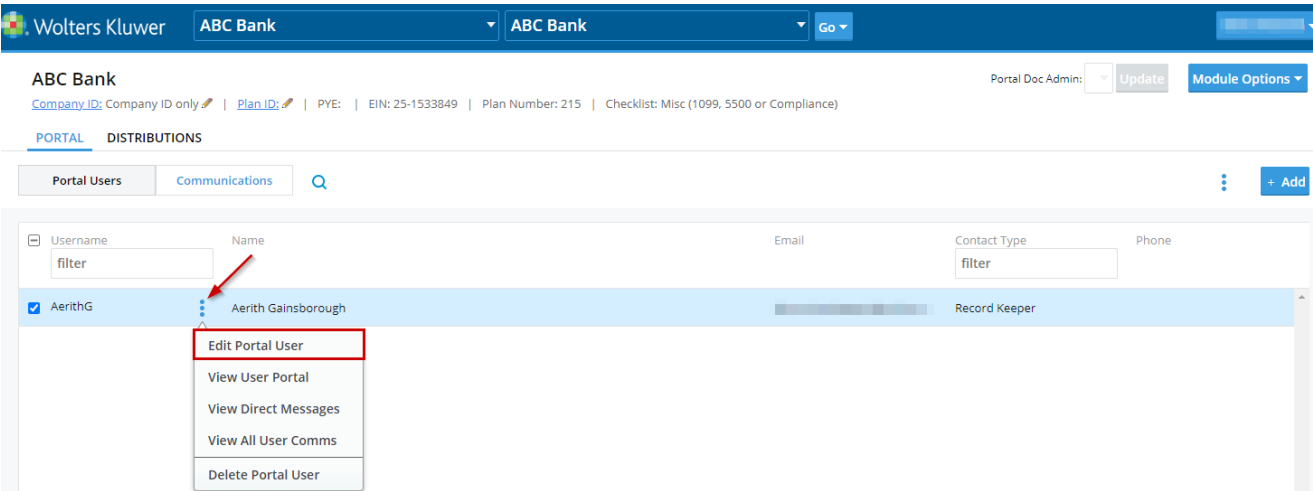 Wolters Kluwer ABC Bank ABC Bank Go
ABC Bank Portal Doc Admin: Update Module Options
Company ID: Company ID only | Plan ID: | PYE: | EIN: 25-1533849 | Plan Number: 215 | Checklist: Misc (1099, 5500 or Compliance)
PORTAL DISTRIBUTIONS
Portal Users Communications + Add
Username Name Email Contact Type Phone
filter filter
AerithG Aerith Gainsborough Record Keeper
Edit Portal User
View User Portal
View Direct Messages
View All User Comms
Delete Portal User